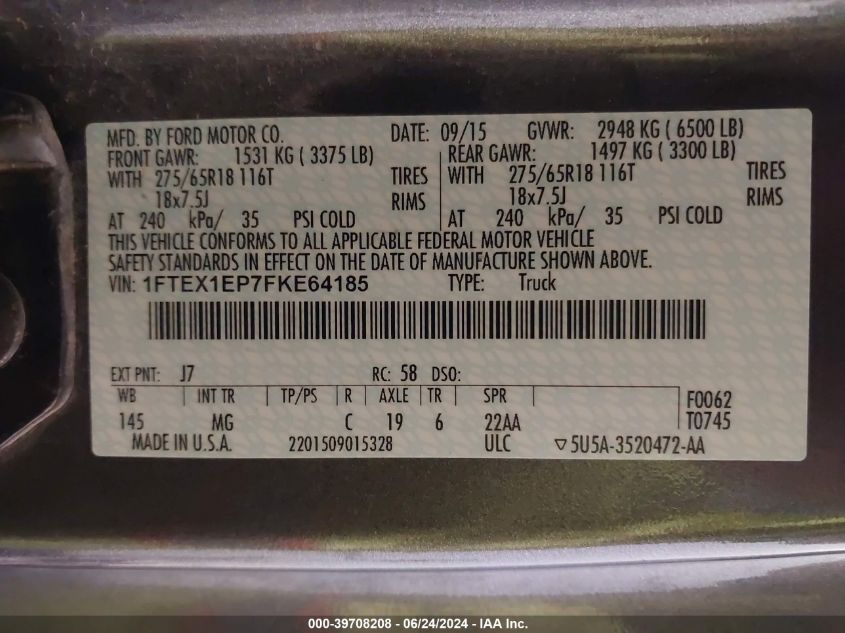 MFD. BY FORD MOTOR CO. DATE: 09/15 GVWR: 2948 KG ( 6500 LB)
FRONT GAWR: 1531 KG ( 3375 LB) REAR GAWR: 1497 KG ( 3300 LB)
WITH 275/65R18 116T TIRES WITH 275/65R18 116T TIRES
18x7.5J RIMS 18x7.5J RIMS
AT 240 kPa/ 35 PSI COLD AT 240 kPa/ 35 PSI COLD
THIS VEHICLE CONFORMS TO ALL APPLICABLE FEDERAL MOTOR VEHICLE
SAFETY STANDARDS IN EFFECT ON THE DATE OF MANUFACTURE SHOWN ABOVE.
VIN: 1FTEX1EP7FKE64185 TYPE: Truck
EXT PNT: J7 RC: 58 DSO:
WB INT TR TP/PS R AXLE TR SPR F0062
145 MG C 19 6 22AA T0745
MADE IN U.S.A. 2201509015328 ULC ▽5U5A-3520472-AA
000-39708208 - 06/24/2024 - IAA Inc.